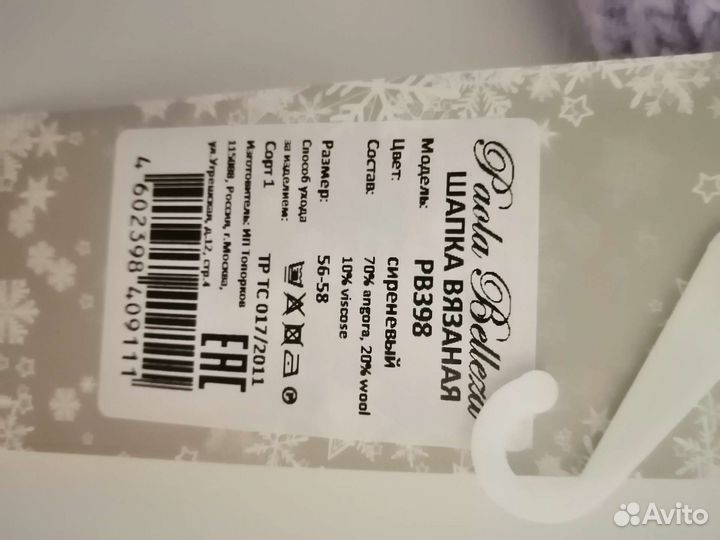 Paola Belleza
ШАПКА ВЯЗАНАЯ
Модель: PB398
Цвет: сиреневый
Состав: 70% angora, 20% wool
10% viscose
Размер: 56-58
Способ ухода
за изделием:
Сорт 1 ТР ТС 017/2011
Изготовитель: ИП Топорков
115088, Россия, г.Москва,
ул.Угрешская, д.12, стр.4
EAC
4 602398 409111
Avito